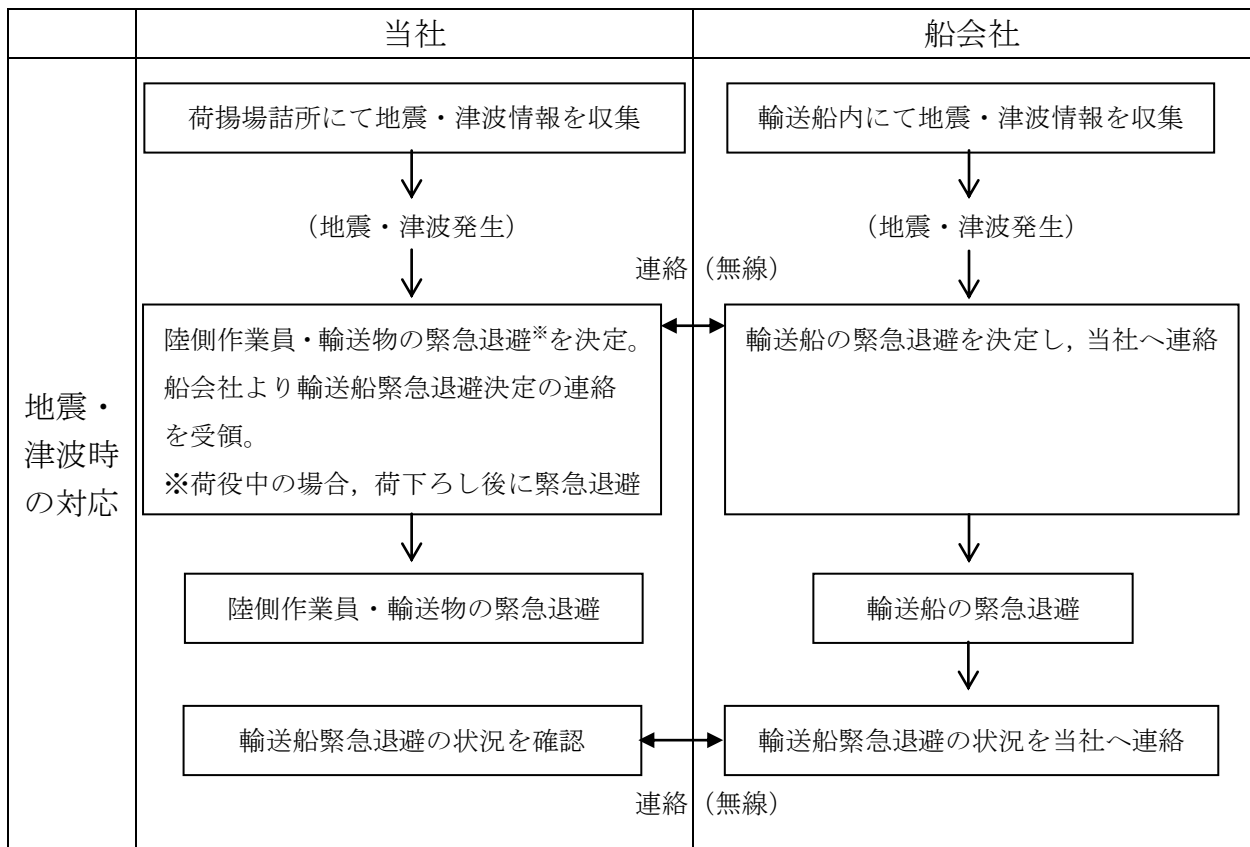 当社
船会社
地震・
津波時
の対応
荷揚場詰所にて地震・津波情報を収集
輸送船内にて地震・津波情報を収集
（地震・津波発生）
（地震・津波発生）
連絡（無線）
陸側作業員・輸送物の緊急退避※を決定。
船会社より輸送船緊急退避決定の連絡
を受領。
※荷役中の場合，荷下ろし後に緊急退避
輸送船の緊急退避を決定し，当社へ連絡
陸側作業員・輸送物の緊急退避
輸送船の緊急退避
輸送船緊急退避の状況を確認
輸送船緊急退避の状況を当社へ連絡
連絡（無線）